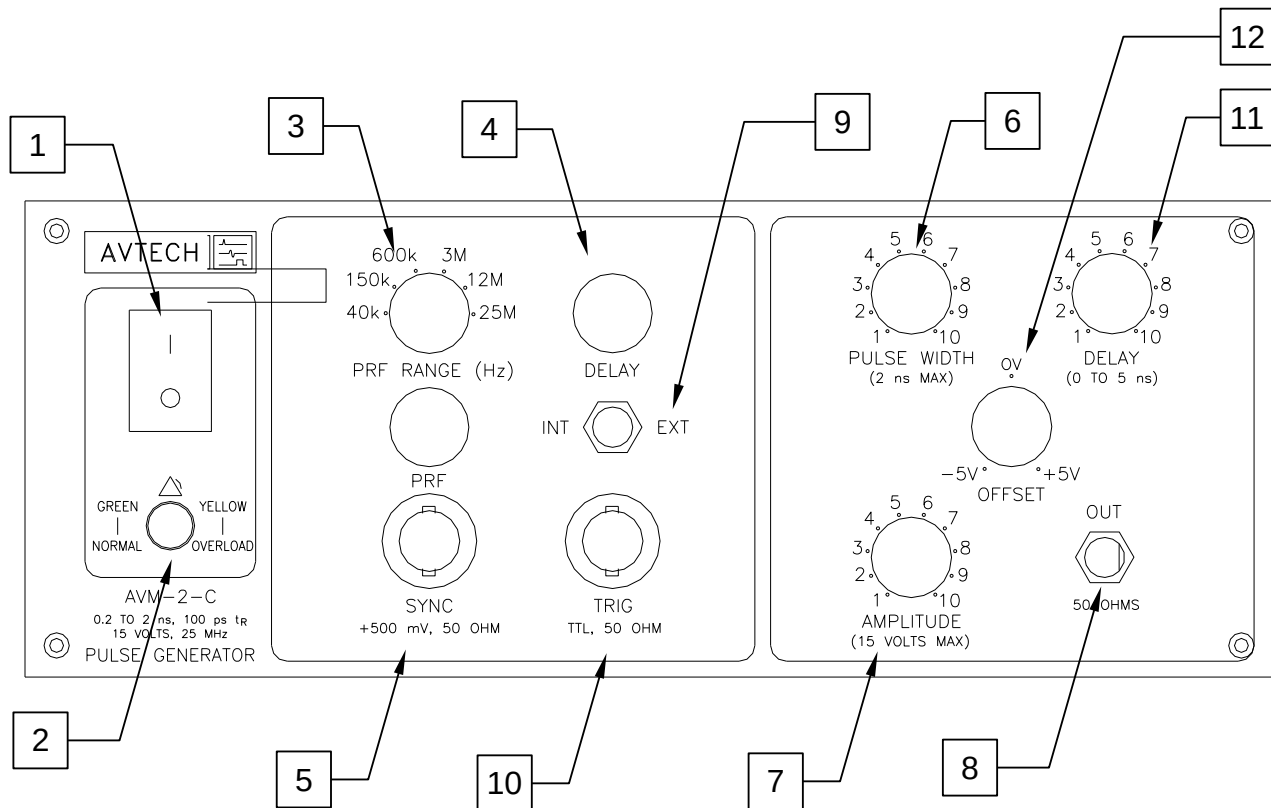 12
3
4
9
6
11
1
AVTECH
600k 3M
150k 12M
40k 25M
PRF RANGE (Hz)
DELAY
1 2 3 4 5 6 7 8 9 10
PULSE WIDTH
(2 ns MAX)
1 2 3 4 5 6 7 8 9 10
DELAY
(0 TO 5 ns)
0V
-5V +5V
OFFSET
INT EXT
PRF
GREEN YELLOW
NORMAL OVERLOAD
SYNC
+500 mV, 50 OHM
TRIG
TTL, 50 OHM
1 2 3 4 5 6 7 8 9 10
AMPLITUDE
(15 VOLTS MAX)
OUT
50 OHMS
AVM-2-C
0.2 TO 2 ns, 100 ps tR
15 VOLTS, 25 MHz
PULSE GENERATOR
2
5
10
7
8